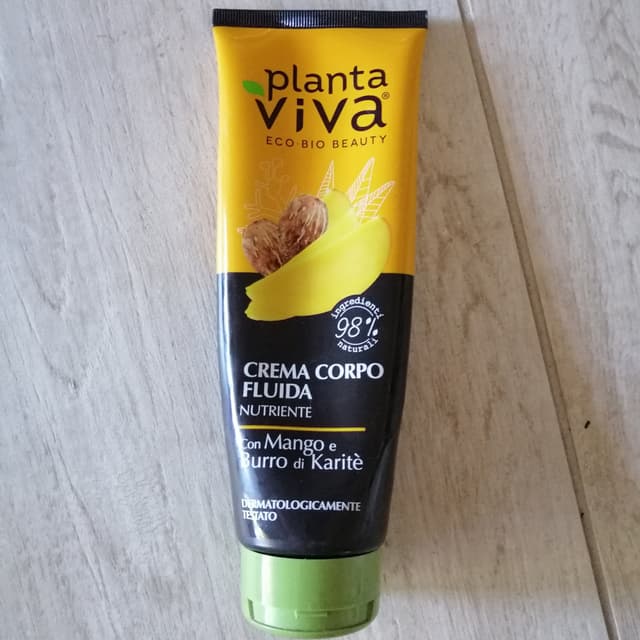 planta
viva®
ECO·BIO BEAUTY
ingredienti
98%
naturali
CREMA CORPO
FLUIDA
NUTRIENTE
Con Mango e
Burro di Karitè
DERMATOLOGICAMENTE
TESTATO